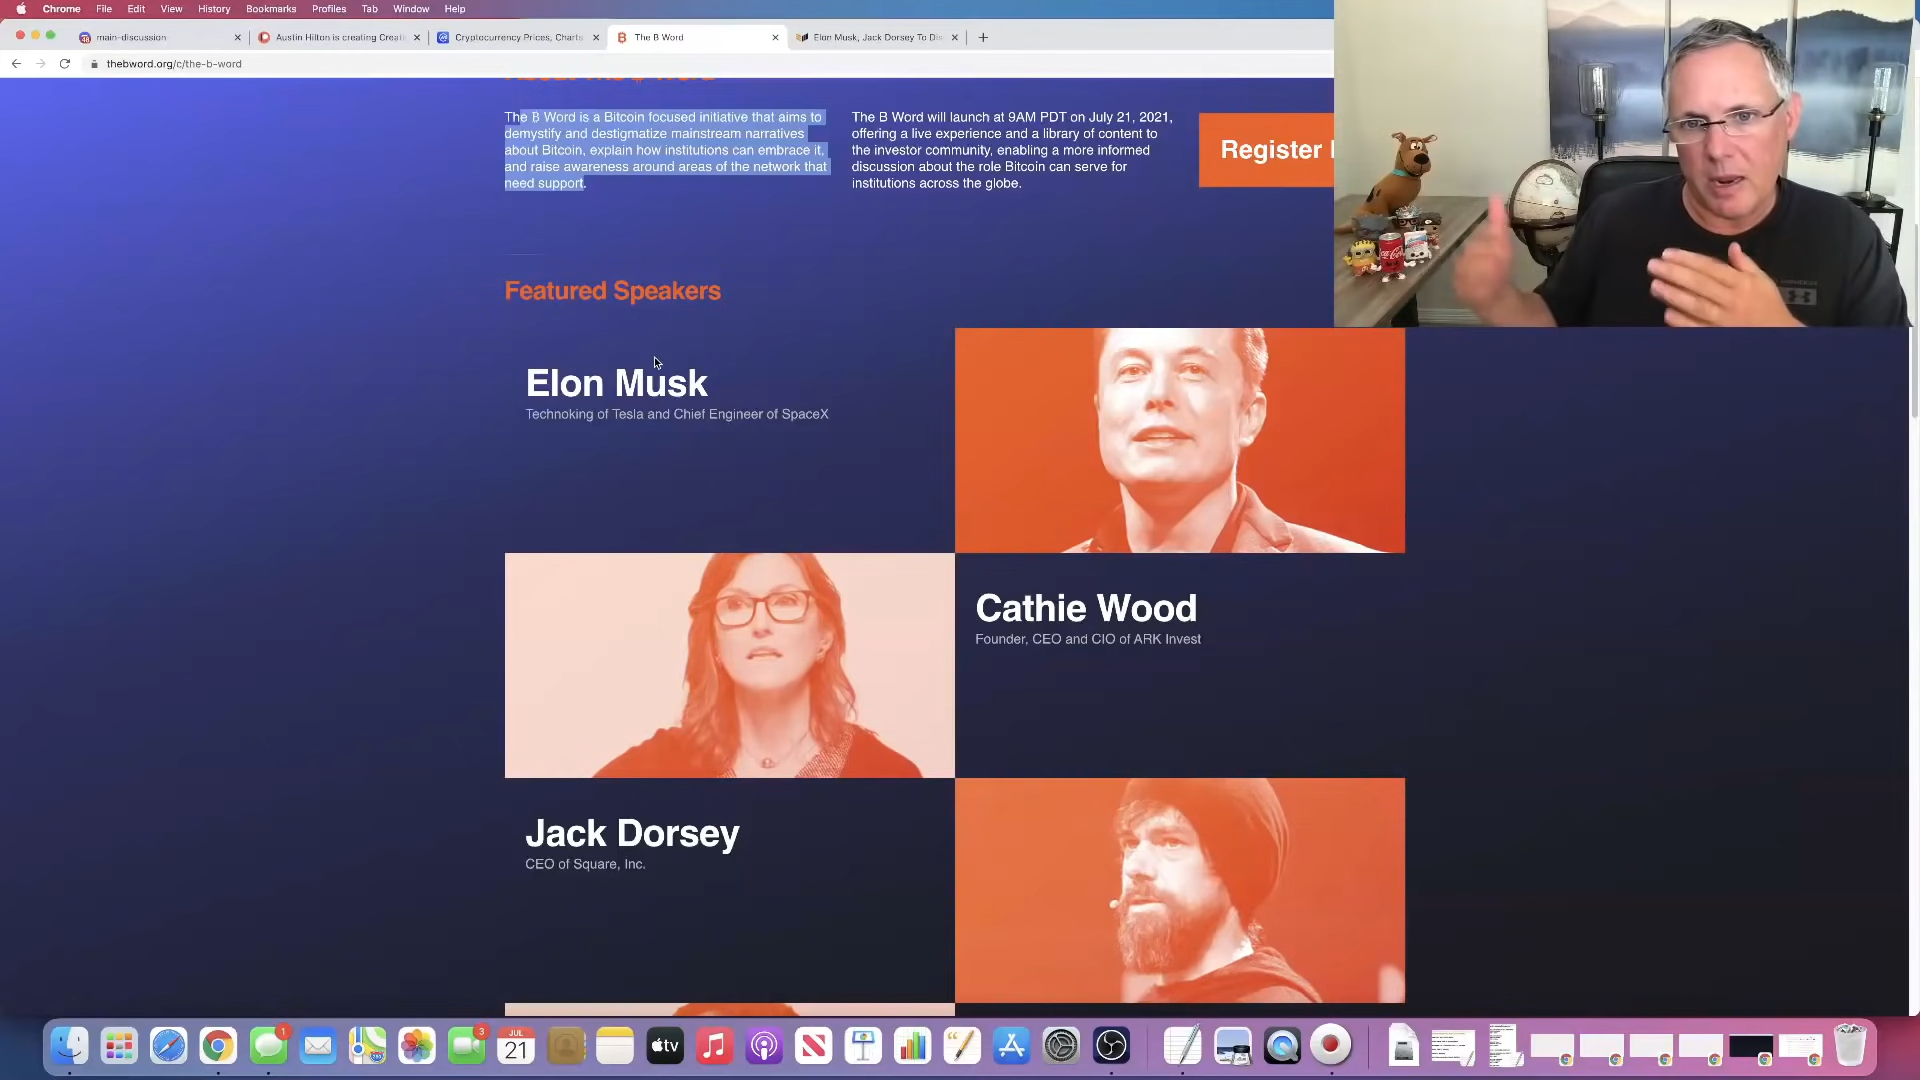 Chrome File Edit View History Bookmarks Profiles Tab Window Help
main-discussion
Austin Hilton is creating Creati
Cryptocurrency Prices, Charts
The B Word
Elon Musk, Jack Dorsey To Dis
thebword.org/c/the-b-word
The B Word is a Bitcoin focused initiative that aims to
demystify and destigmatize mainstream narratives
about Bitcoin, explain how institutions can embrace it,
and raise awareness around areas of the network that
need support.
The B Word will launch at 9AM PDT on July 21, 2021,
offering a live experience and a library of content to
the investor community, enabling a more informed
discussion about the role Bitcoin can serve for
institutions across the globe.
Register
Featured Speakers
Elon Musk
Technoking of Tesla and Chief Engineer of SpaceX
Cathie Wood
Founder, CEO and CIO of ARK Invest
Jack Dorsey
CEO of Square, Inc.
1
3
JUL
21
tv